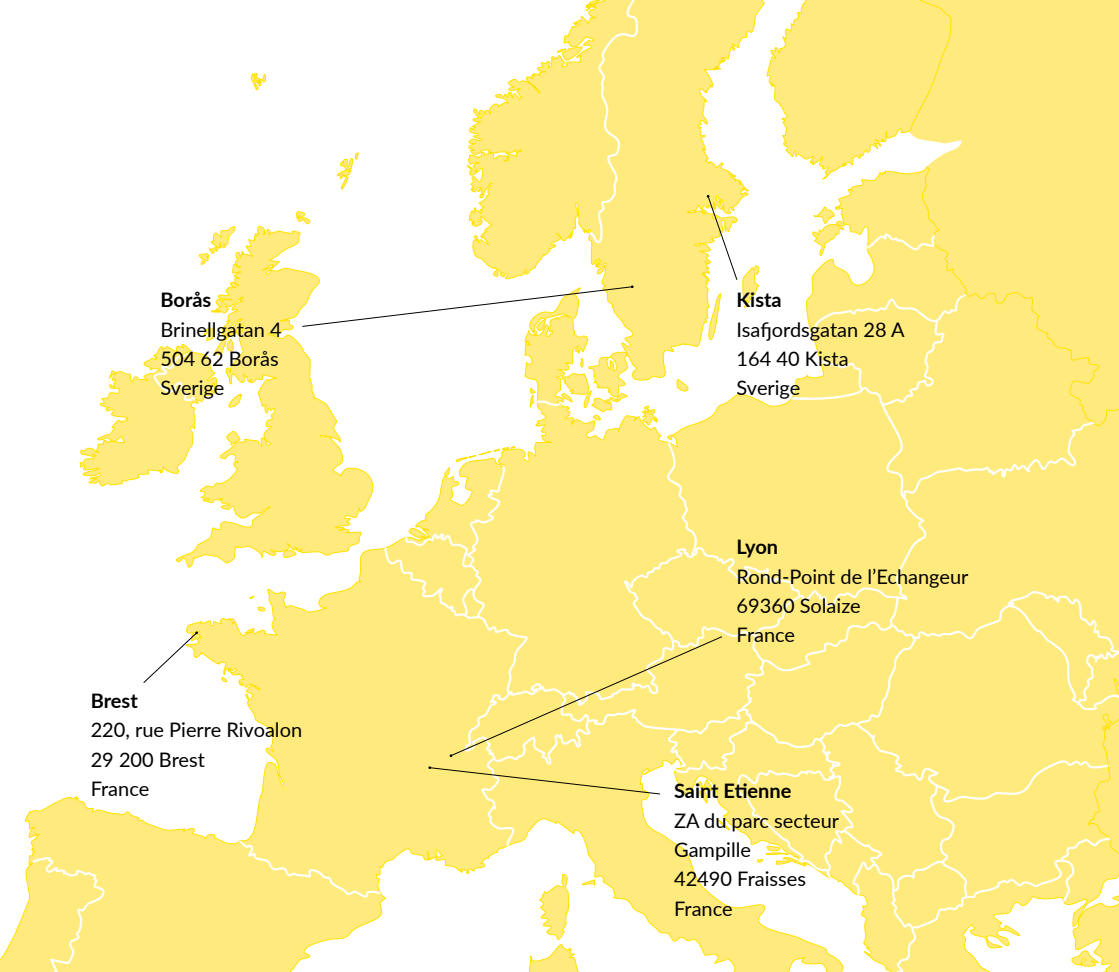 Borås
Brinellgatan 4
504 62 Borås
Sverige
Kista
Isafjordsgatan 28 A
164 40 Kista
Sverige
Lyon
Rond-Point de l’Echangeur
69360 Solaize
France
Brest
220, rue Pierre Rivoalon
29 200 Brest
France
Saint Etienne
ZA du parc secteur
Gampille
42490 Fraisses
France